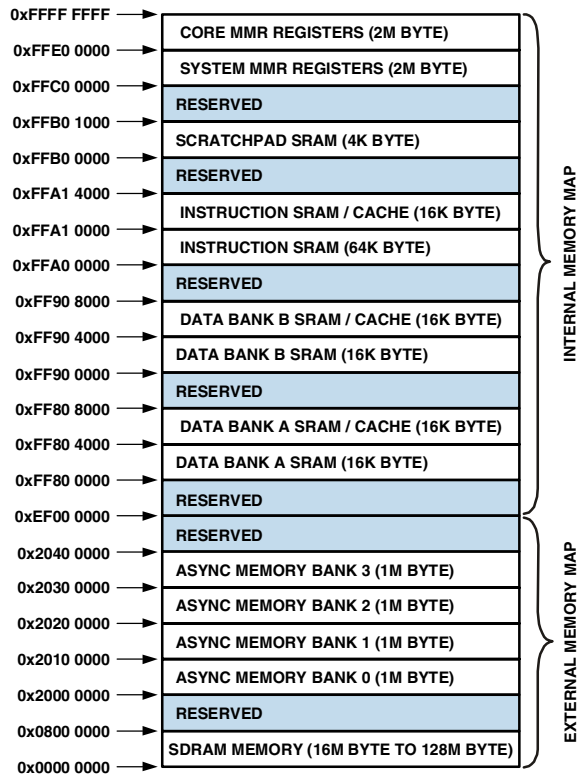 0xFFFF FFFF
CORE MMR REGISTERS (2M BYTE)
0xFFE0 0000
SYSTEM MMR REGISTERS (2M BYTE)
0xFFC0 0000
RESERVED
0xFFB0 1000
SCRATCHPAD SRAM (4K BYTE)
0xFFB0 0000
RESERVED
0xFFA1 4000
INSTRUCTION SRAM / CACHE (16K BYTE)
0xFFA1 0000
INSTRUCTION SRAM (64K BYTE)
0xFFA0 0000
RESERVED
0xFF90 8000
DATA BANK B SRAM / CACHE (16K BYTE)
0xFF90 4000
DATA BANK B SRAM (16K BYTE)
0xFF90 0000
RESERVED
0xFF80 8000
DATA BANK A SRAM / CACHE (16K BYTE)
0xFF80 4000
DATA BANK A SRAM (16K BYTE)
0xFF80 0000
RESERVED
0xEF00 0000
RESERVED
0x2040 0000
ASYNC MEMORY BANK 3 (1M BYTE)
0x2030 0000
ASYNC MEMORY BANK 2 (1M BYTE)
0x2020 0000
ASYNC MEMORY BANK 1 (1M BYTE)
0x2010 0000
ASYNC MEMORY BANK 0 (1M BYTE)
0x2000 0000
RESERVED
0x0800 0000
SDRAM MEMORY (16M BYTE TO 128M BYTE)
0x0000 0000
INTERNAL MEMORY MAP
EXTERNAL MEMORY MAP